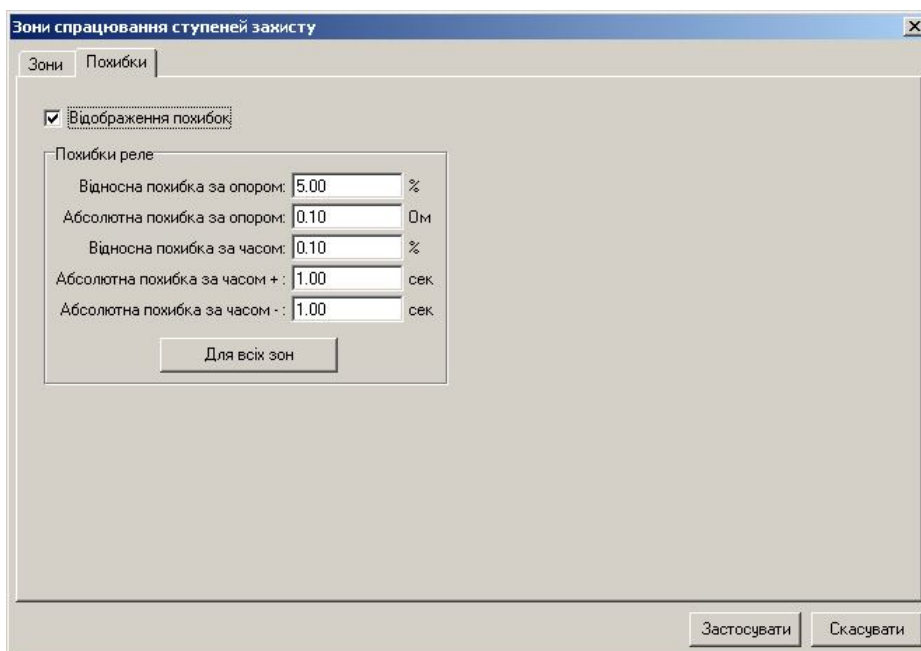 Зони спрацювання ступеней захисту
Зони Похибки
Відображення похибок
Похибки реле
Відносна похибка за опором: 5.00 %
Абсолютна похибка за опором: 0.10 Ом
Відносна похибка за часом: 0.10 %
Абсолютна похибка за часом + : 1.00 сек
Абсолютна похибка за часом - : 1.00 сек
Для всіх зон
Застосувати Скасувати